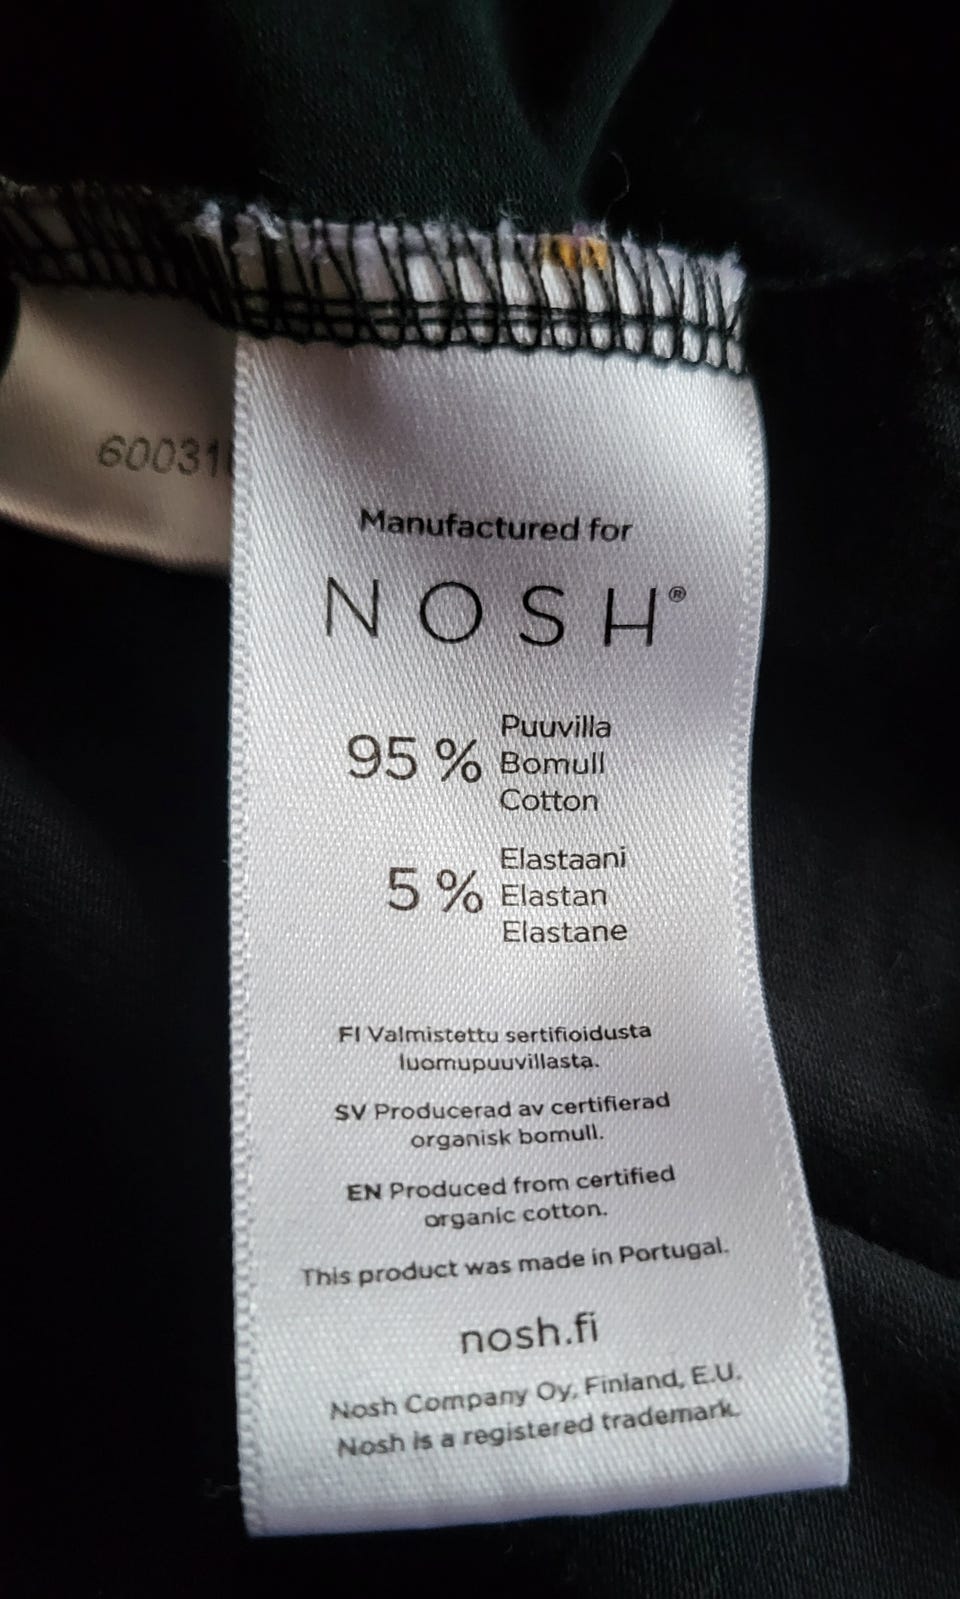 60031
Manufactured for
NOSH®
95 % Puuvilla
Bomull
Cotton
5 % Elastaani
Elastan
Elastane
FI Valmistettu sertifioidusta
luomupuuvillasta.
SV Producerad av certifierad
organisk bomull.
EN Produced from certified
organic cotton.
This product was made in Portugal.
nosh.fi
Nosh Company Oy, Finland, E.U.
Nosh is a registered trademark.